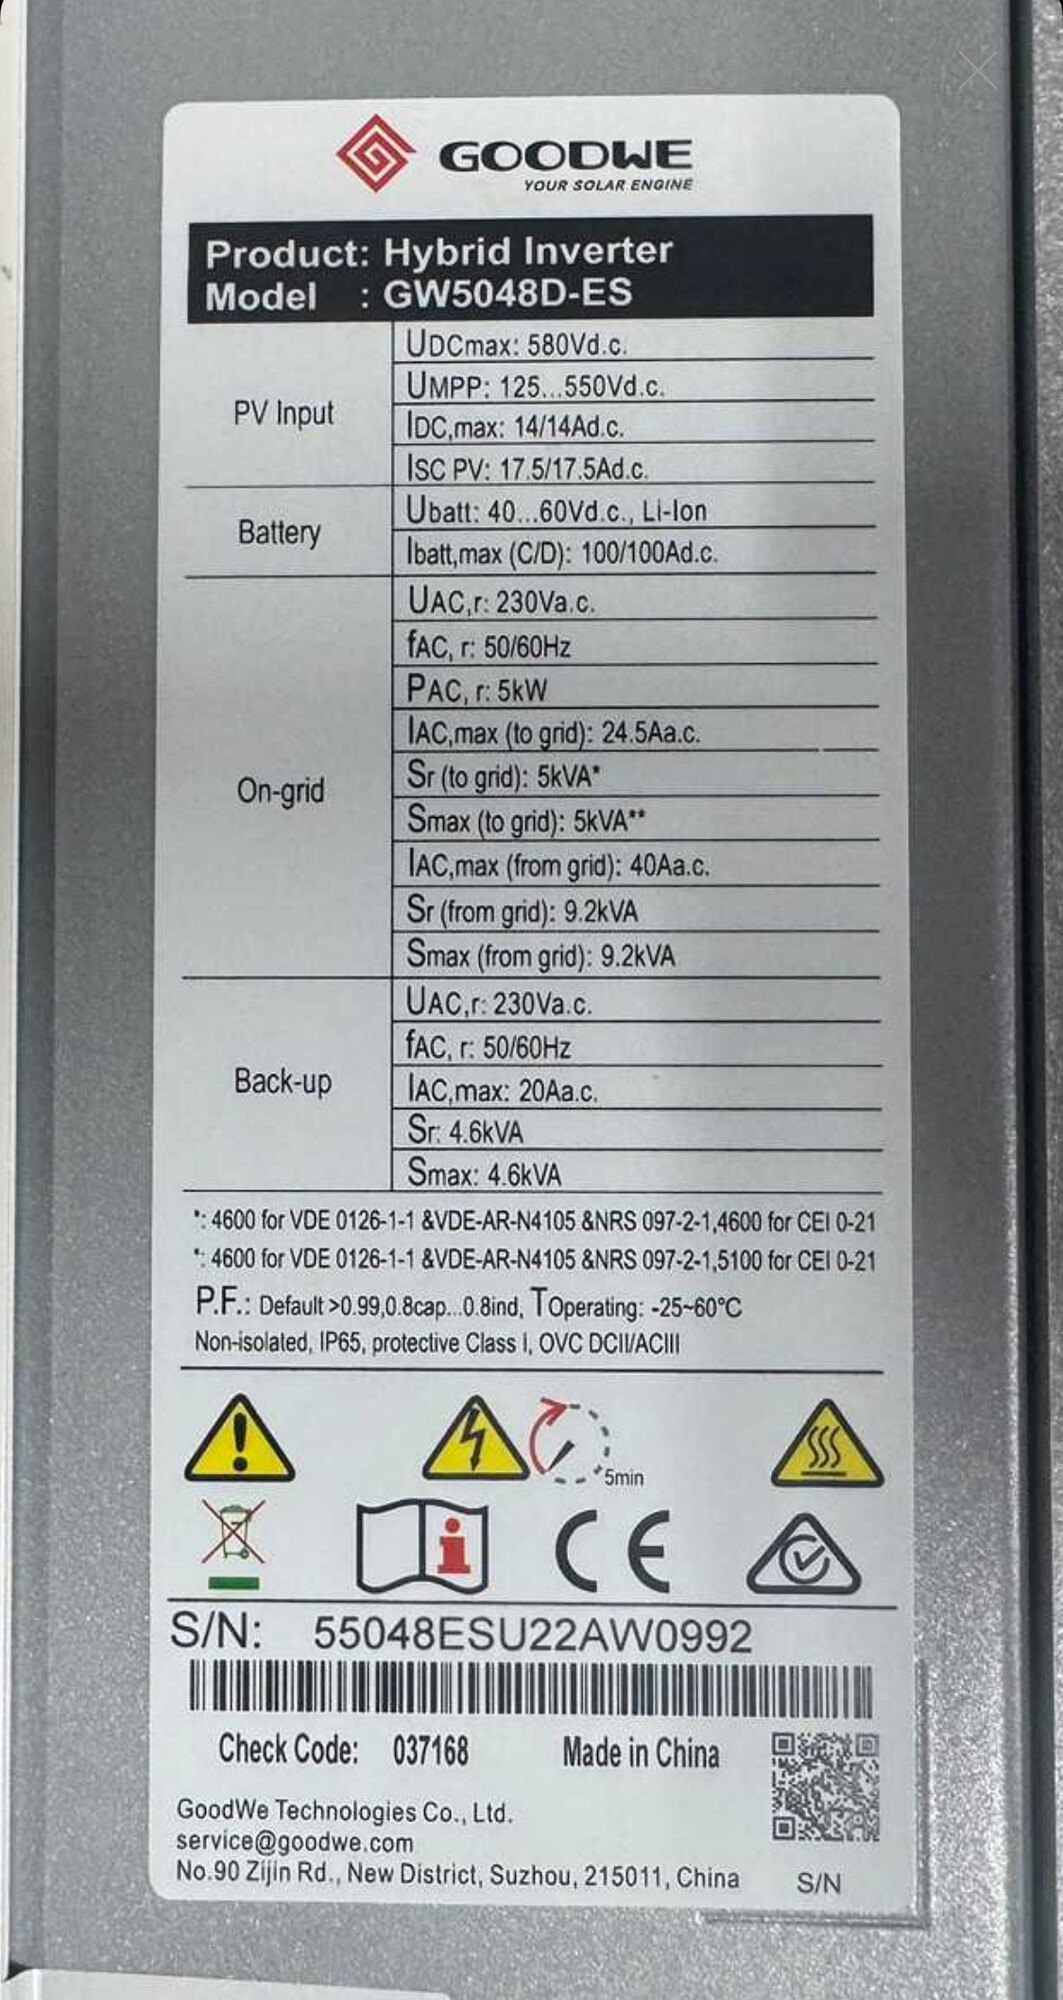 GOODWE
YOUR SOLAR ENGINE
Product: Hybrid Inverter
Model : GW5048D-ES
PV Input
UDCmax: 580Vd.c.
UMPP: 125...550Vd.c.
IDC,max: 14/14Ad.c.
ISC PV: 17.5/17.5Ad.c.
Battery
Ubatt: 40...60Vd.c., Li-Ion
Ibatt,max (C/D): 100/100Ad.c.
On-grid
UAC,r: 230Va.c.
fAC, r: 50/60Hz
PAC, r: 5kW
IAC,max (to grid): 24.5Aa.c.
Sr (to grid): 5kVA*
Smax (to grid): 5kVA**
IAC,max (from grid): 40Aa.c.
Sr (from grid): 9.2kVA
Smax (from grid): 9.2kVA
Back-up
UAC,r: 230Va.c.
fAC, r: 50/60Hz
IAC,max: 20Aa.c.
Sr: 4.6kVA
Smax: 4.6kVA
*: 4600 for VDE 0126-1-1 &VDE-AR-N4105 &NRS 097-2-1,4600 for CEI 0-21
*: 4600 for VDE 0126-1-1 &VDE-AR-N4105 &NRS 097-2-1,5100 for CEI 0-21
P.F.: Default >0.99,0.8cap...0.8ind, TOperating: -25~60°C
Non-isolated, IP65, protective Class I, OVC DCII/ACIII
5min
CE
S/N: 55048ESU22AW0992
Check Code: 037168 Made in China
GoodWe Technologies Co., Ltd.
service@goodwe.com
No.90 Zijin Rd., New District, Suzhou, 215011, China
S/N